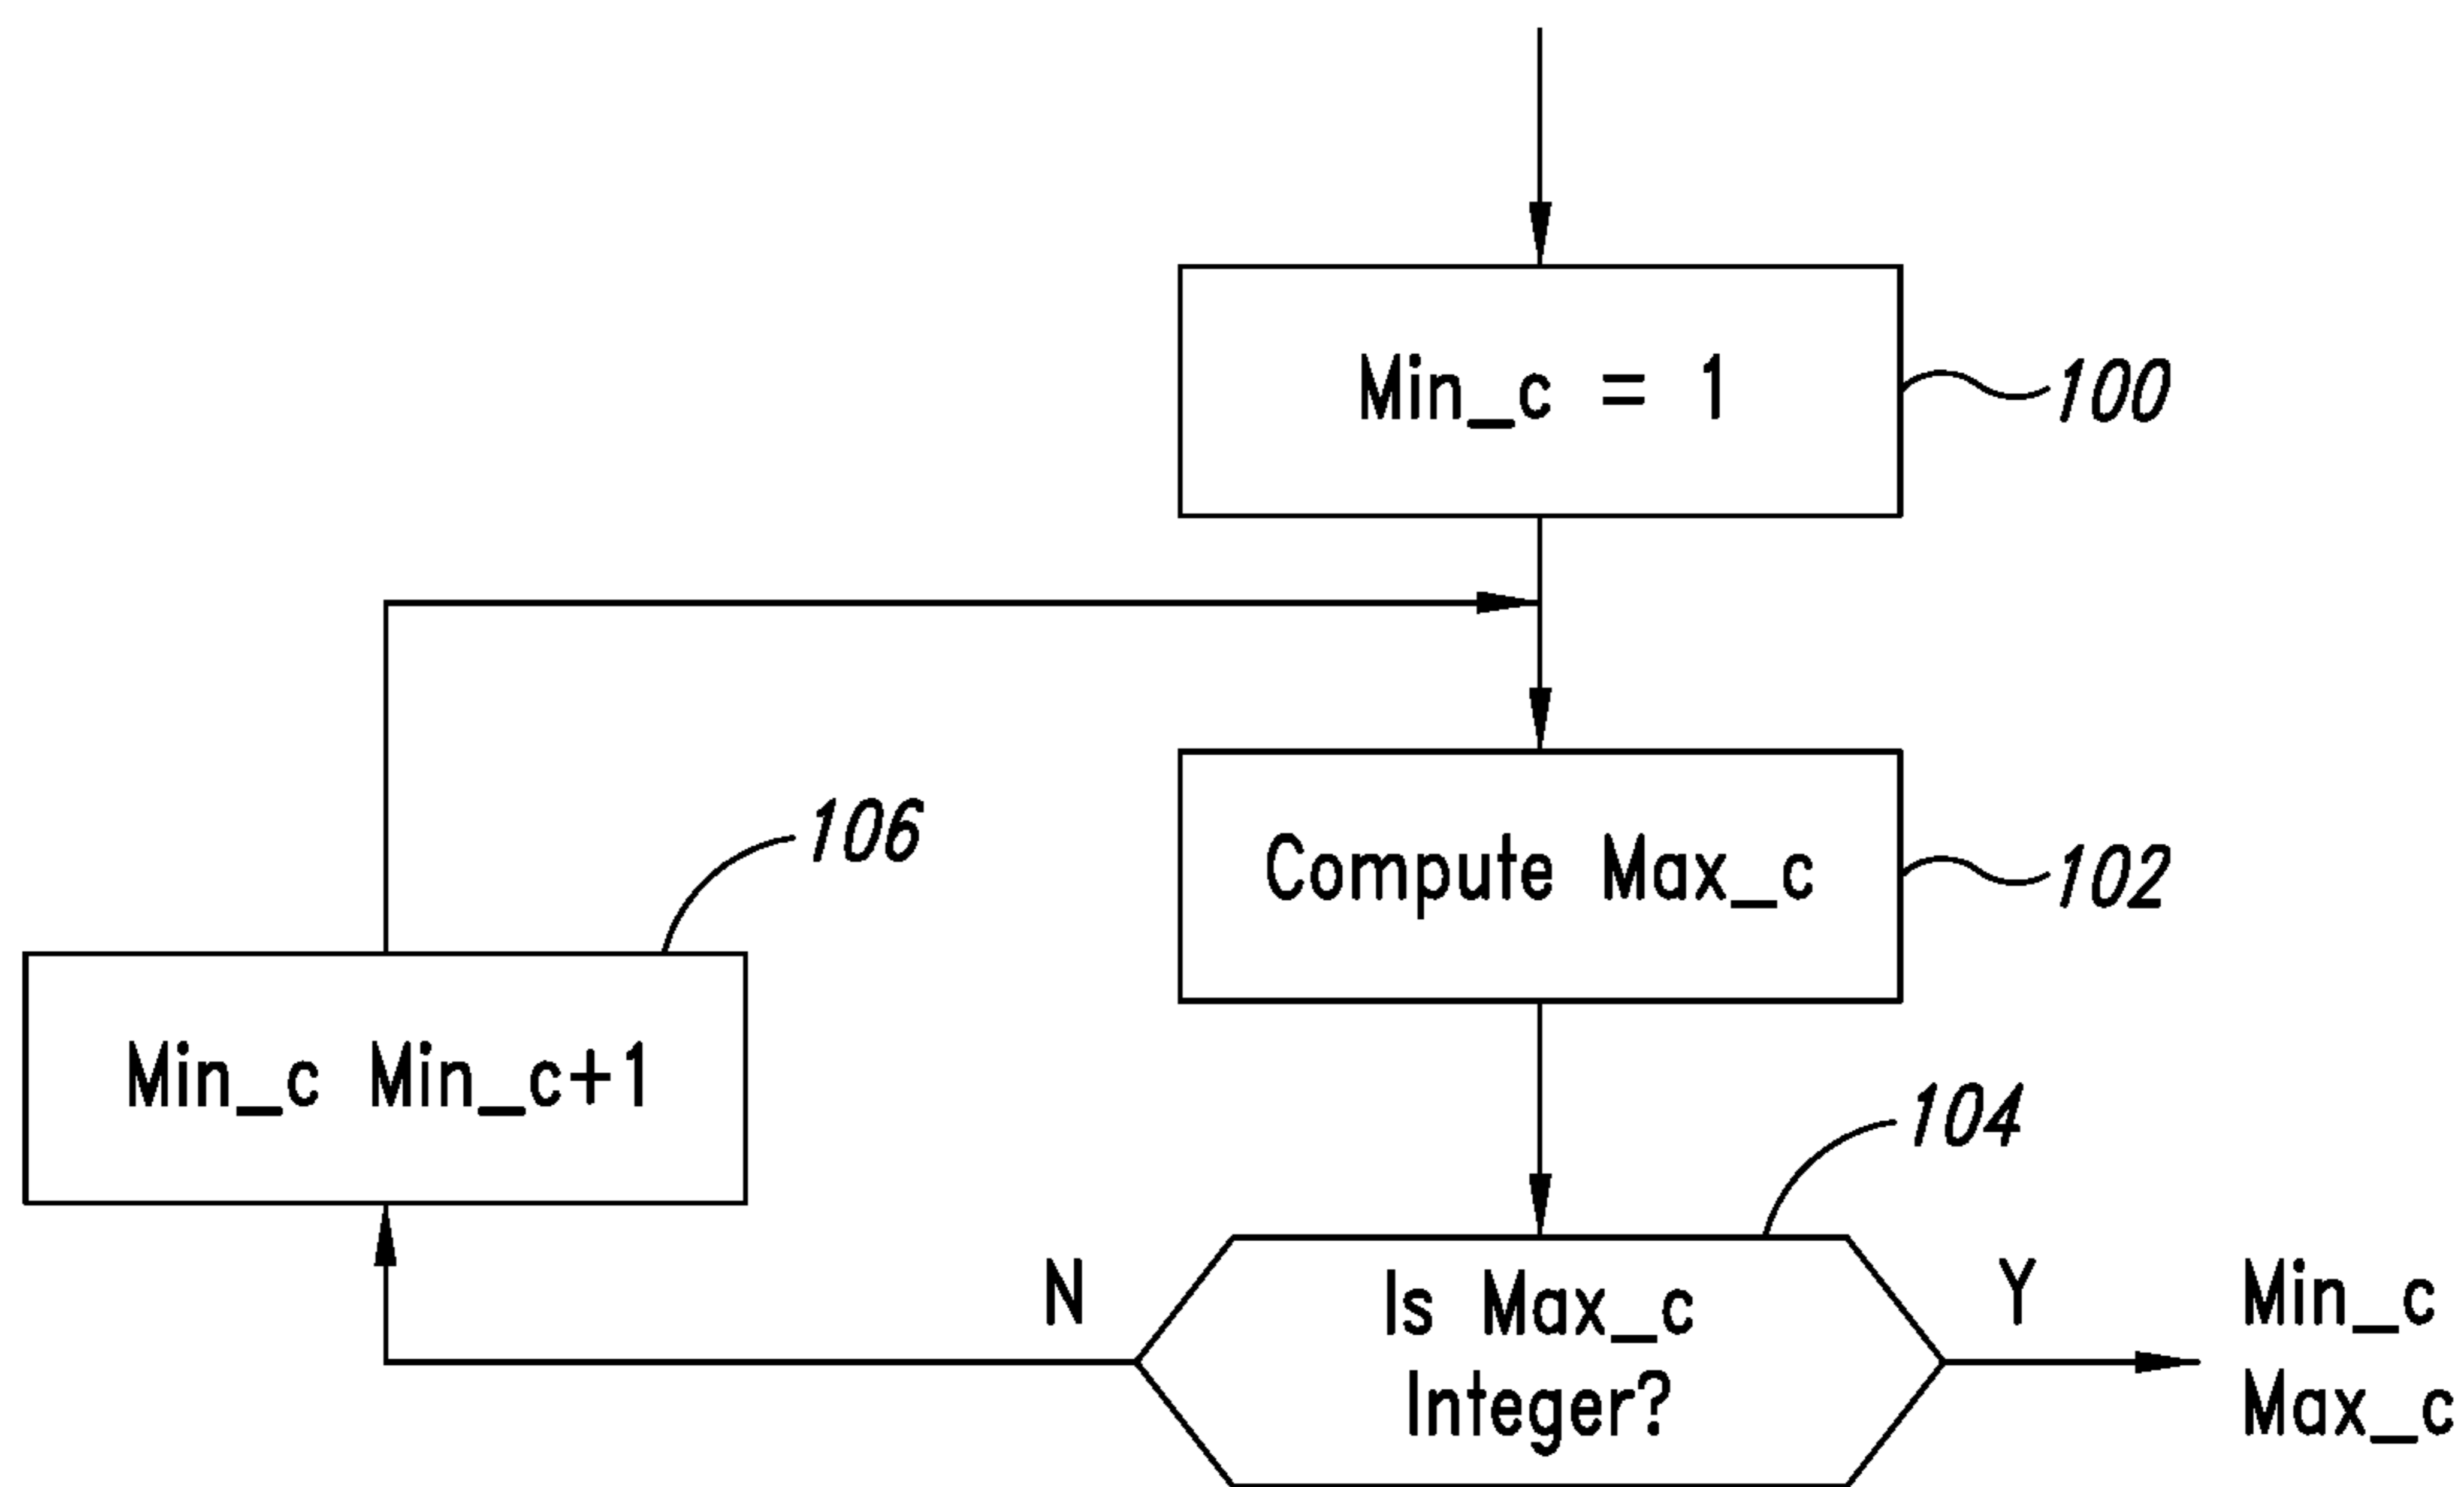 Min_c = 1
100
Compute Max_c
102
106
Min_c Min_c+1
104
N
Is Max_c
Integer?
Y
Min_c
Max_c